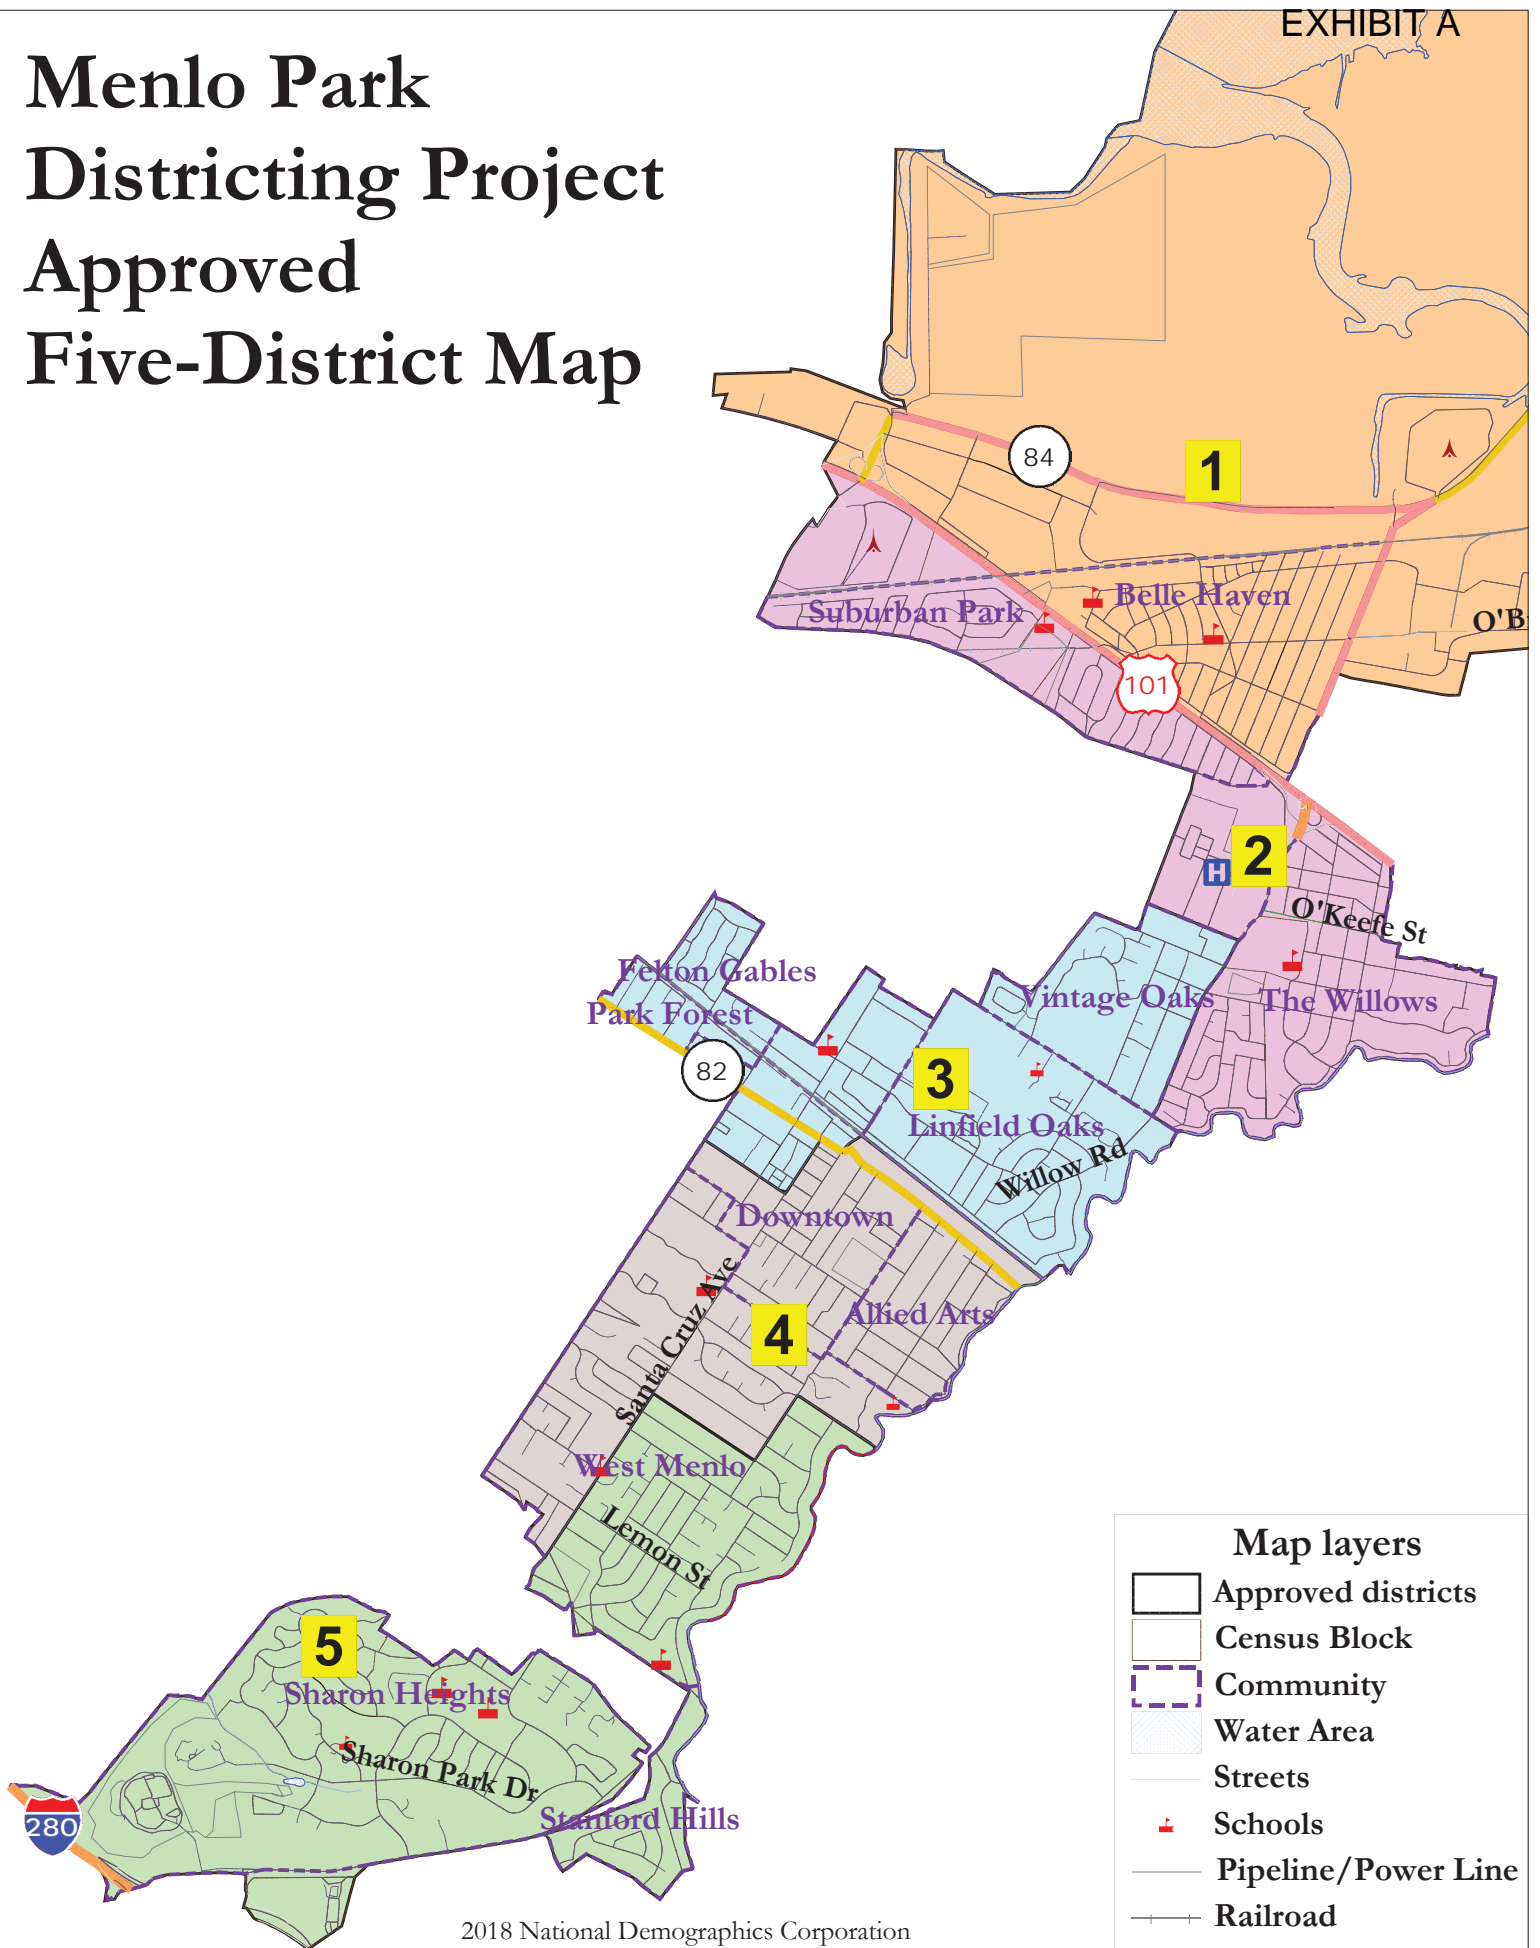 EXHIBIT A
Menlo Park
Districting Project
Approved
Five-District Map
84
1
Suburban Park
Belle Haven
O'B
101
2
H
O'Keefe St
Felton Gables
Park Forest
Vintage Oaks
The Willows
82
3
Linfield Oaks
Willow Rd
Downtown
Santa Cruz Ave
4
Allied Arts
West Menlo
Lemon St
5
Sharon Heights
Sharon Park Dr
280
Stanford Hills
Map layers
Approved districts
Census Block
Community
Water Area
Streets
Schools
Pipeline/Power Line
Railroad
2018 National Demographics Corporation